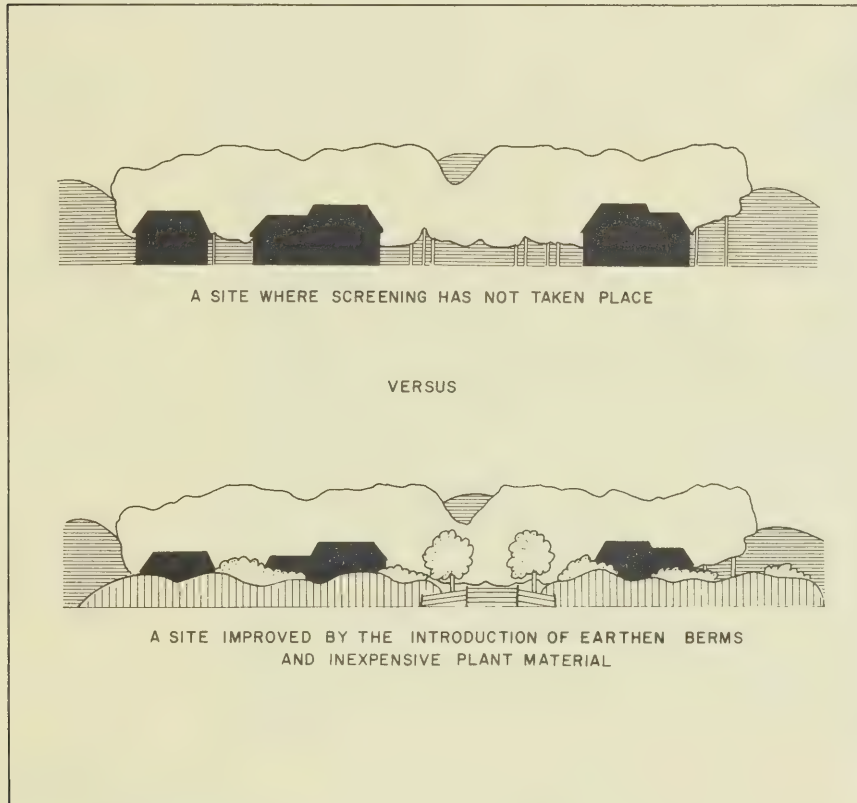 A SITE WHERE SCREENING HAS NOT TAKEN PLACE
VERSUS
A SITE IMPROVED BY THE INTRODUCTION OF EARTHEN BERMS
AND INEXPENSIVE PLANT MATERIAL